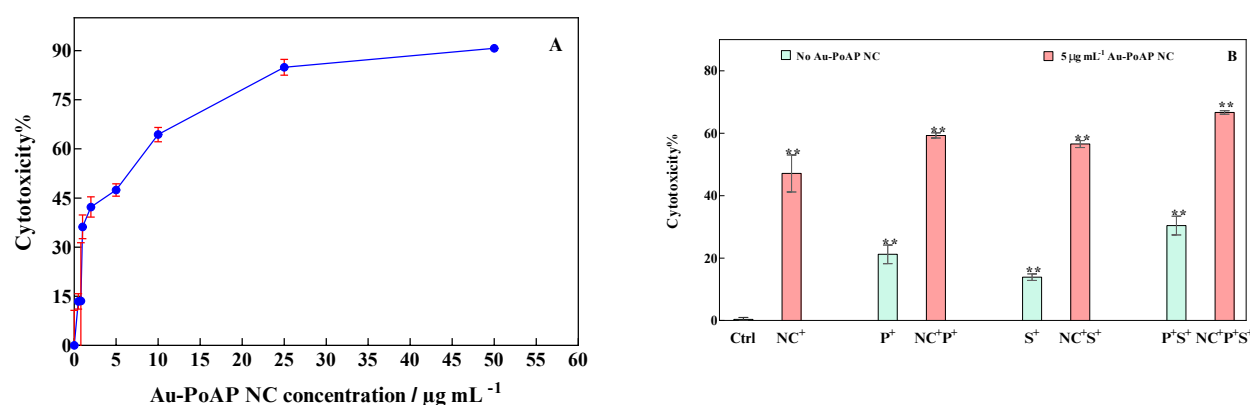 A
Cytotoxicity%
90
75
60
45
30
15
0
0 5 10 15 20 25 30 35 40 45 50 55 60
Au-PoAP NC concentration / µg mL -1
B
No Au-PoAP NC
5 µg mL-1 Au-PoAP NC
Cytotoxicity%
80
60
40
20
0
**
**
**
**
**
**
**
Ctrl NC+ P+ NC+P+ S+ NC+S+ P+S+ NC+P+S+